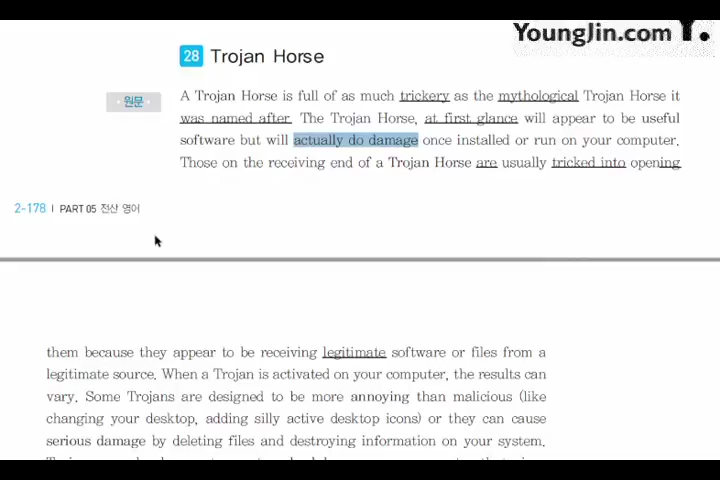 YoungJin.com Y.
28 Trojan Horse
• 원문 •
A Trojan Horse is full of as much trickery as the mythological Trojan Horse it
was named after. The Trojan Horse, at first glance will appear to be useful
software but will actually do damage once installed or run on your computer.
Those on the receiving end of a Trojan Horse are usually tricked into opening
2-178 | PART 05 전산 영어
them because they appear to be receiving legitimate software or files from a
legitimate source. When a Trojan is activated on your computer, the results can
vary. Some Trojans are designed to be more annoying than malicious (like
changing your desktop, adding silly active desktop icons) or they can cause
serious damage by deleting files and destroying information on your system.